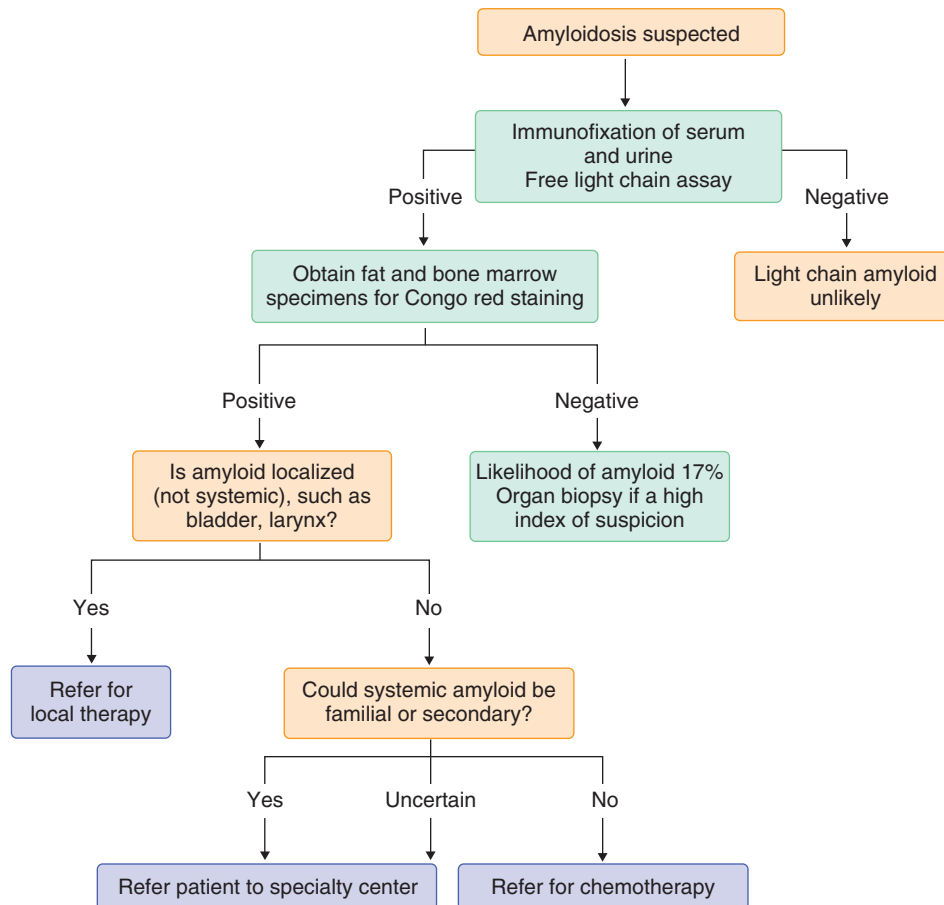 Amyloidosis suspected
Immunofixation of serum
and urine
Free light chain assay
Positive
Negative
Obtain fat and bone marrow
specimens for Congo red staining
Light chain amyloid
unlikely
Positive
Negative
Is amyloid localized
(not systemic), such as
bladder, larynx?
Likelihood of amyloid 17%
Organ biopsy if a high
index of suspicion
Yes
No
Refer for
local therapy
Could systemic amyloid be
familial or secondary?
Yes
Uncertain
No
Refer patient to specialty center
Refer for chemotherapy